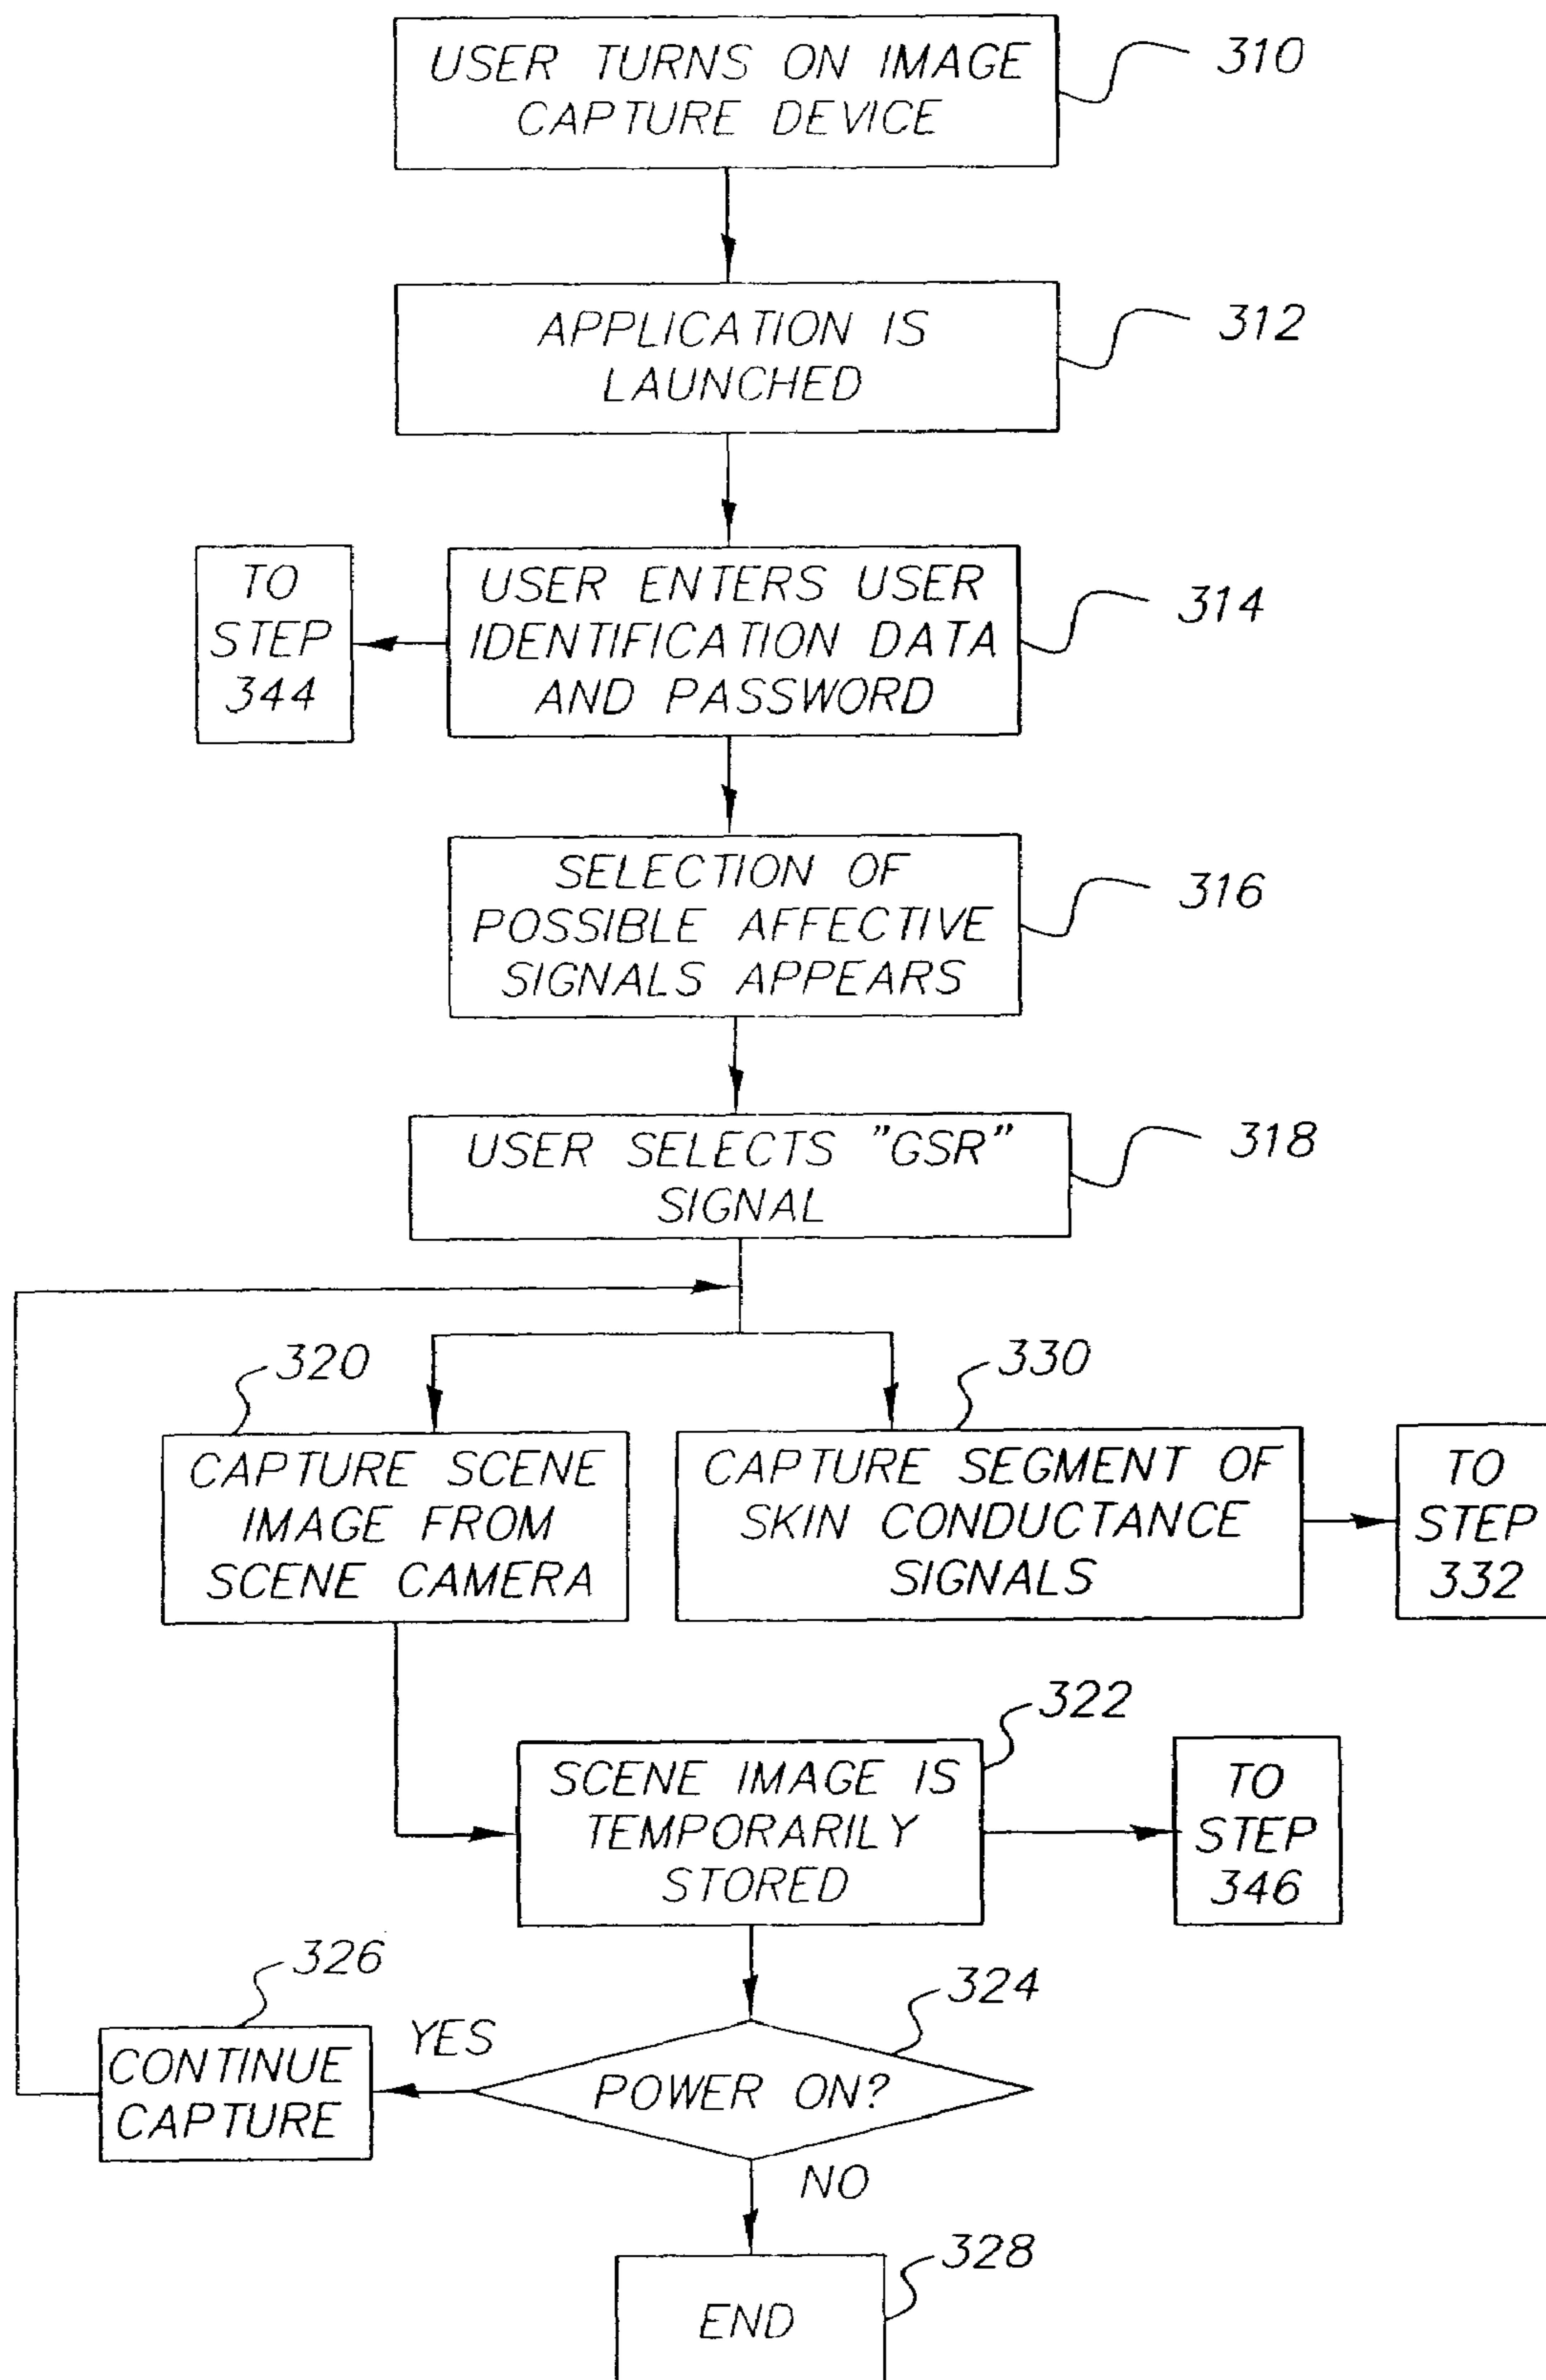 USER TURNS ON IMAGE
CAPTURE DEVICE
310
APPLICATION IS
LAUNCHED
312
TO
STEP
344
USER ENTERS USER
IDENTIFICATION DATA
AND PASSWORD
314
SELECTION OF
POSSIBLE AFFECTIVE
SIGNALS APPEARS
316
USER SELECTS "GSR"
SIGNAL
318
320
CAPTURE SCENE
IMAGE FROM
SCENE CAMERA
330
CAPTURE SEGMENT OF
SKIN CONDUCTANCE
SIGNALS
TO
STEP
332
322
SCENE IMAGE IS
TEMPORARILY
STORED
TO
STEP
346
326
CONTINUE
CAPTURE
YES
324
POWER ON?
NO
328
END